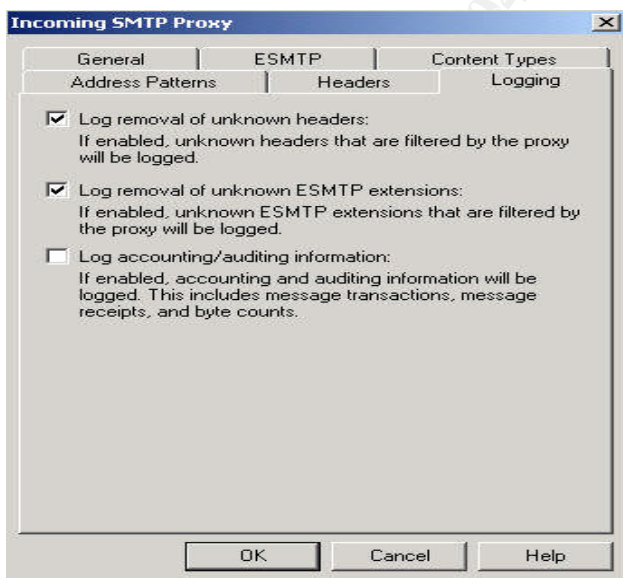 Incoming SMTP Proxy
General ESMTP Content Types
Address Patterns Headers Logging
Log removal of unknown headers:
If enabled, unknown headers that are filtered by the proxy
will be logged.
Log removal of unknown ESMTP extensions:
If enabled, unknown ESMTP extensions that are filtered by
the proxy will be logged.
Log accounting/auditing information:
If enabled, accounting and auditing information will be
logged. This includes message transactions, message
receipts, and byte counts.
OK Cancel Help